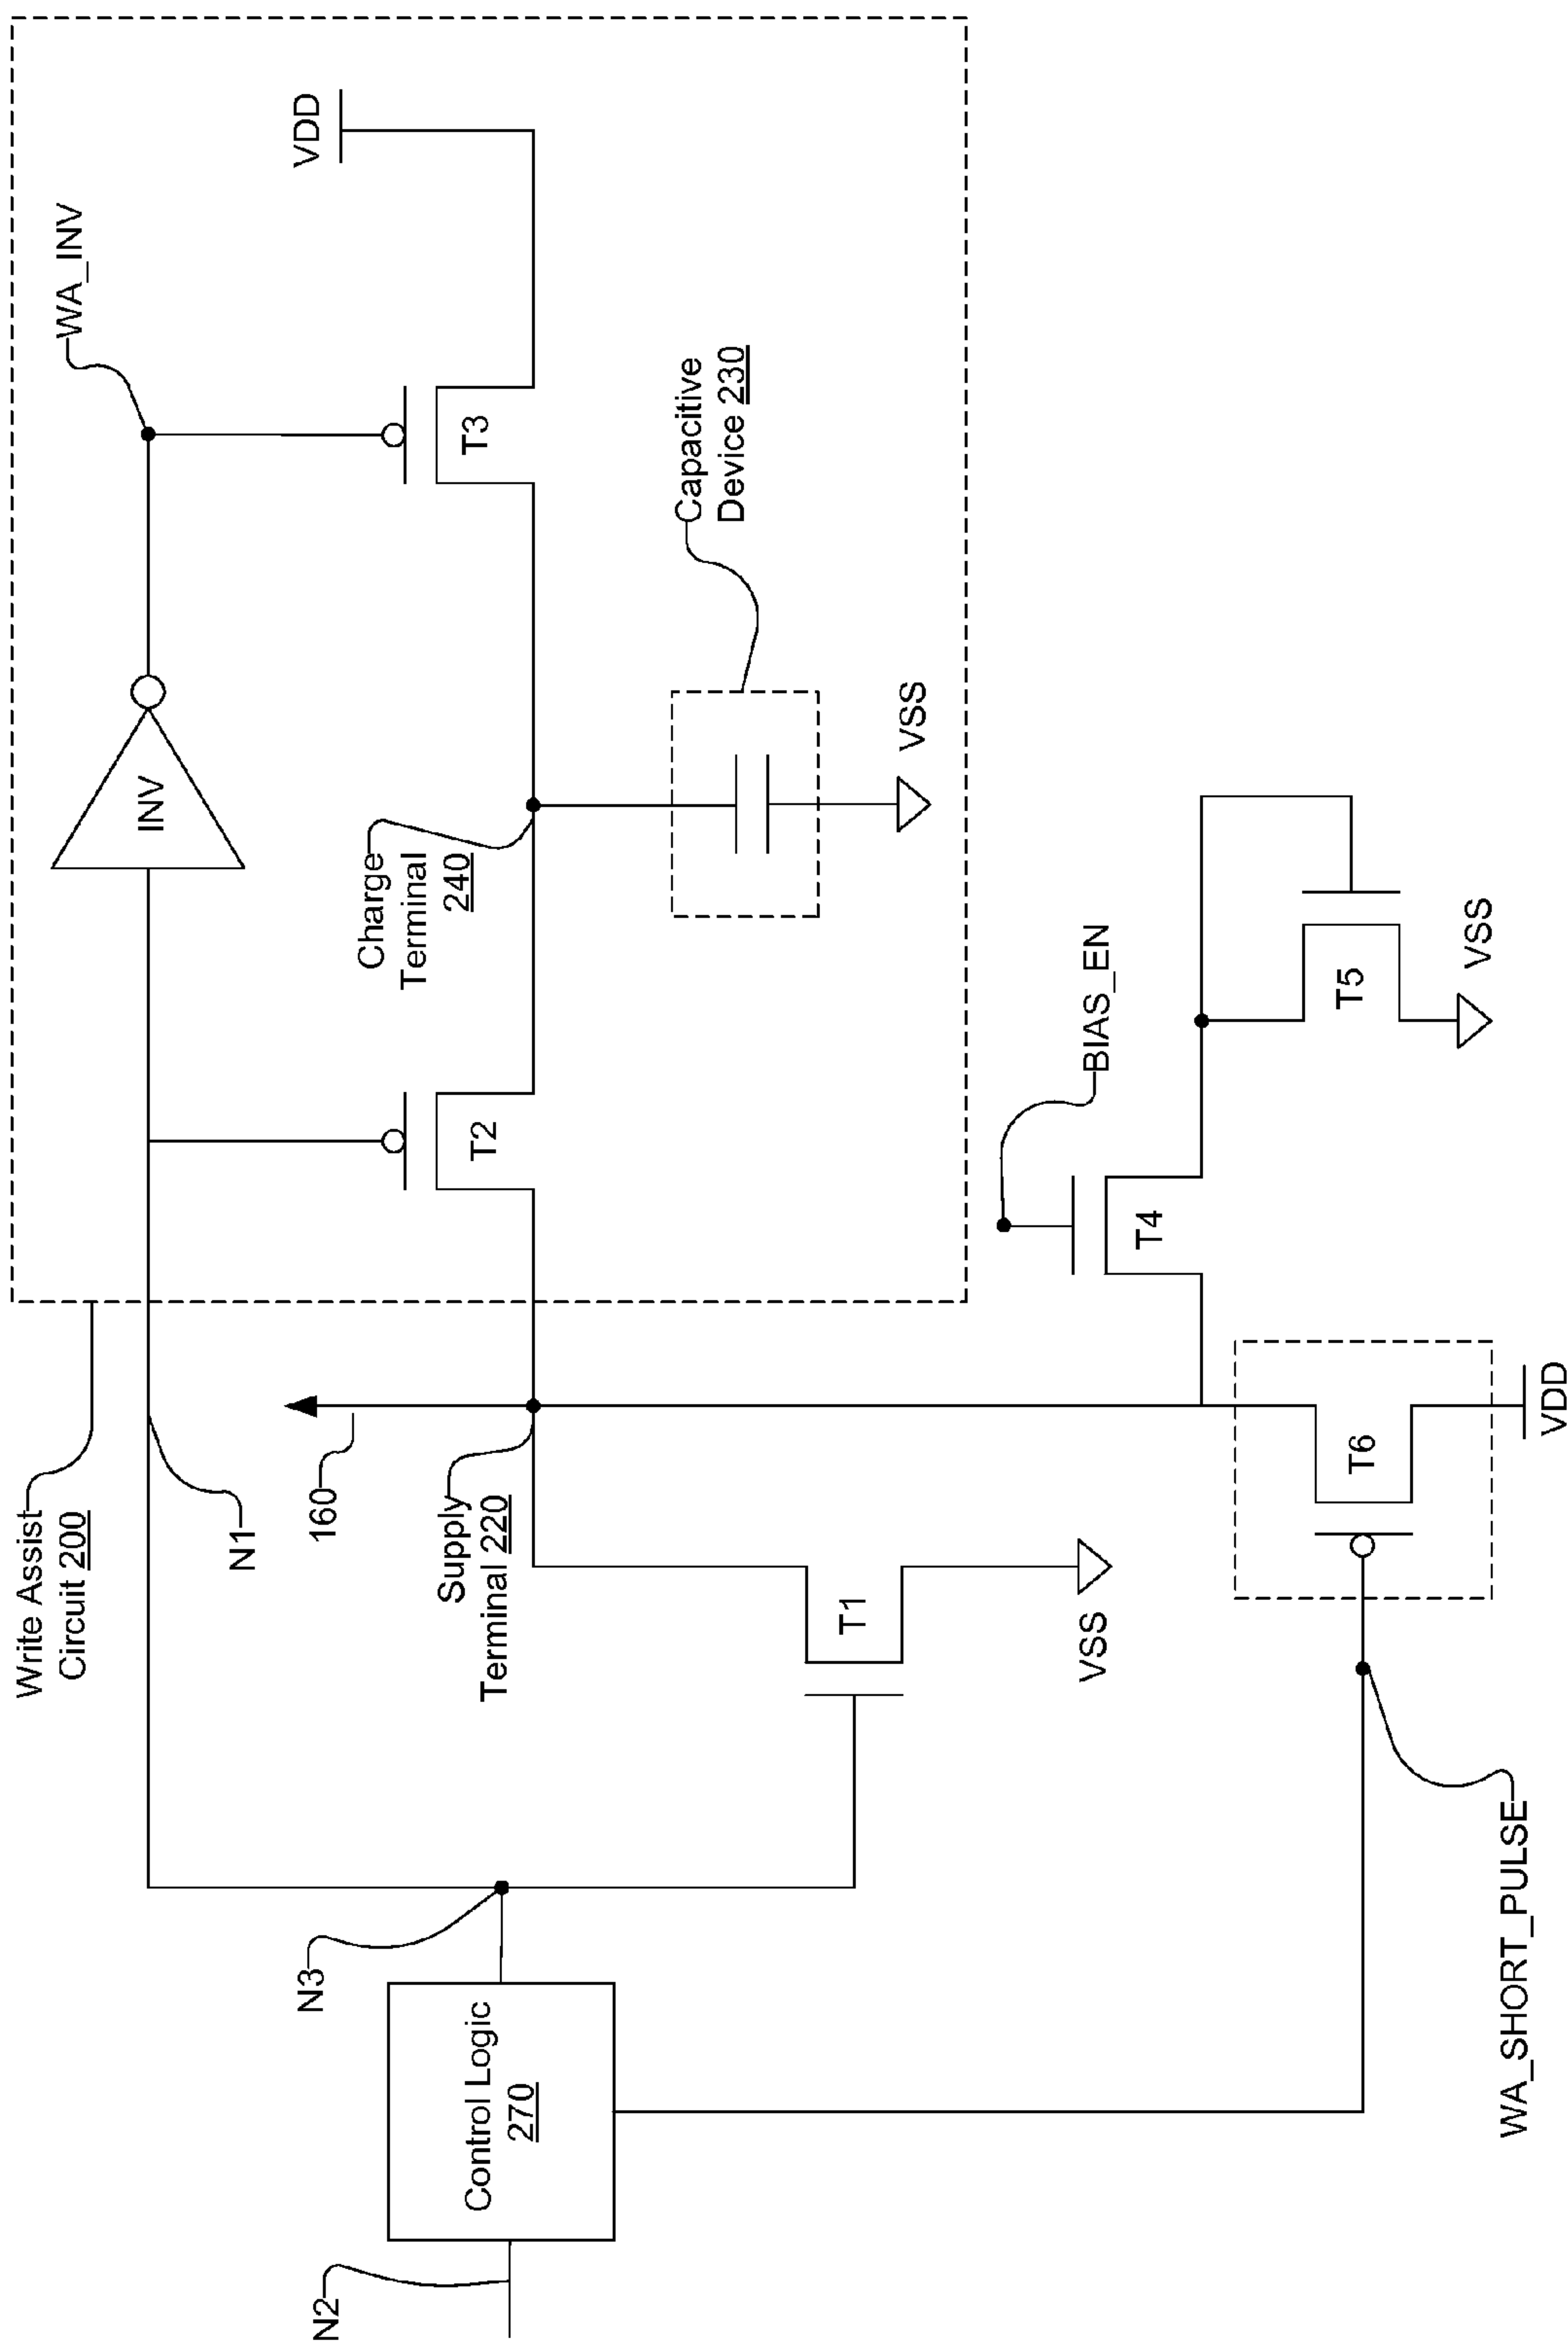 Write Assist
Circuit 200
N1
WA_INV
INV
VDD
T2
T3
Charge
Terminal
240
Capacitive
Device 230
VSS
160
Supply
Terminal 220
N3
Control Logic
270
N2
T1
VSS
BIAS_EN
T4
T5
VSS
T6
VDD
WA_SHORT_PULSE